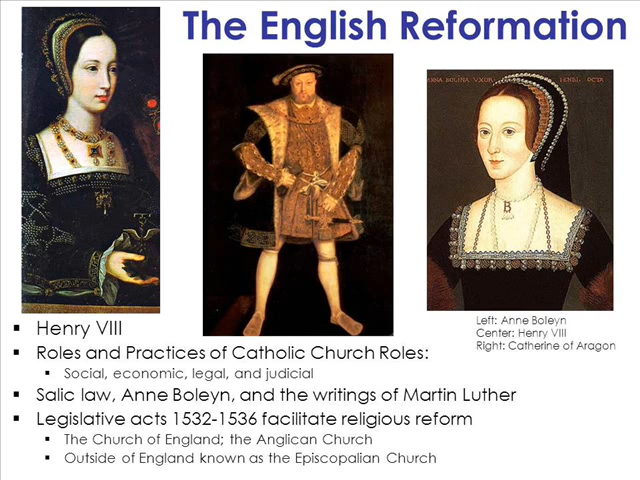 The English Reformation
HENRI. OCTA
B
Left: Anne Boleyn
Center: Henry VIII
Right: Catherine of Aragon
Henry VIII
Roles and Practices of Catholic Church Roles:
Social, economic, legal, and judicial
Salic law, Anne Boleyn, and the writings of Martin Luther
Legislative acts 1532-1536 facilitate religious reform
The Church of England; the Anglican Church
Outside of England known as the Episcopalian Church